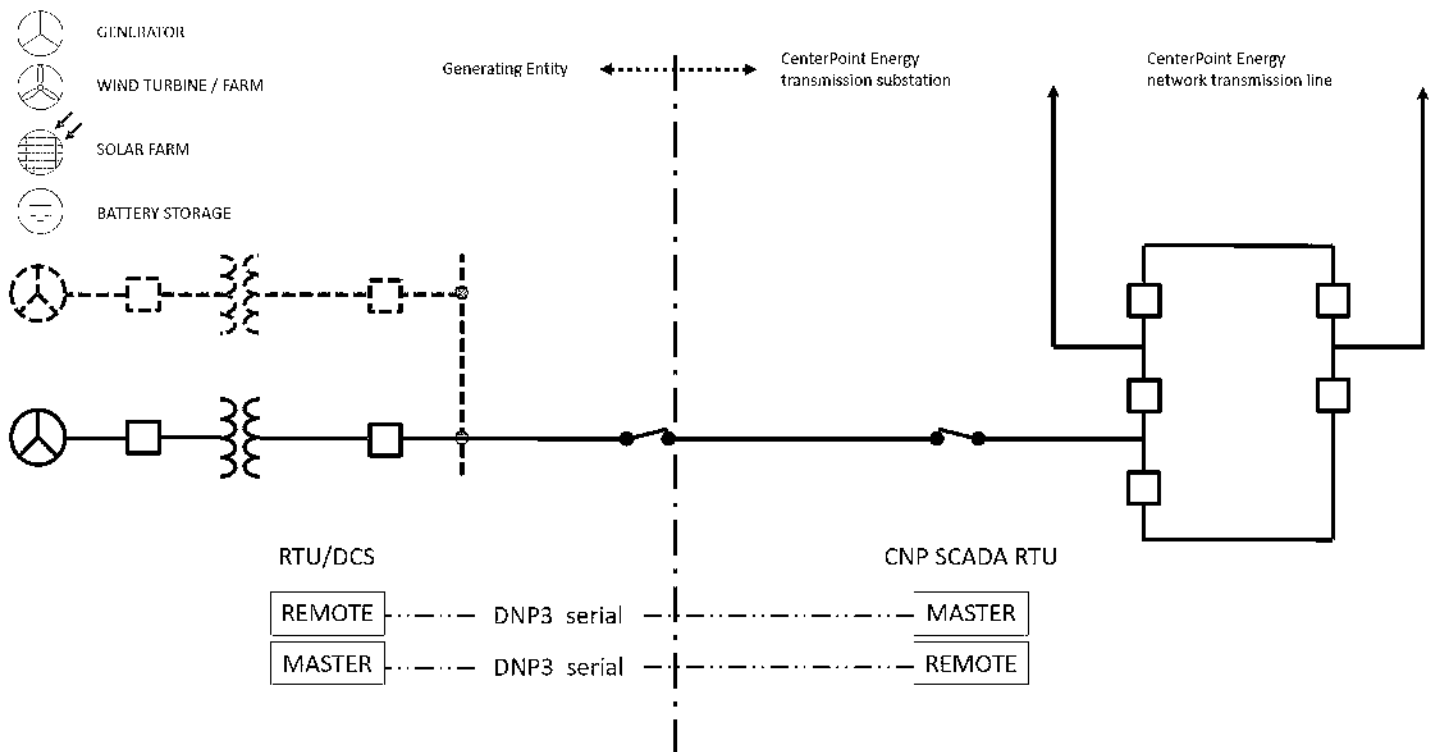 GENERATOR
WIND TURBINE / FARM
SOLAR FARM
BATTERY STORAGE
Generating Entity
CenterPoint Energy
transmission substation
CenterPoint Energy
network transmission line
RTU/DCS
CNP SCADA RTU
REMOTE
DNP3 serial
MASTER
MASTER
DNP3 serial
REMOTE